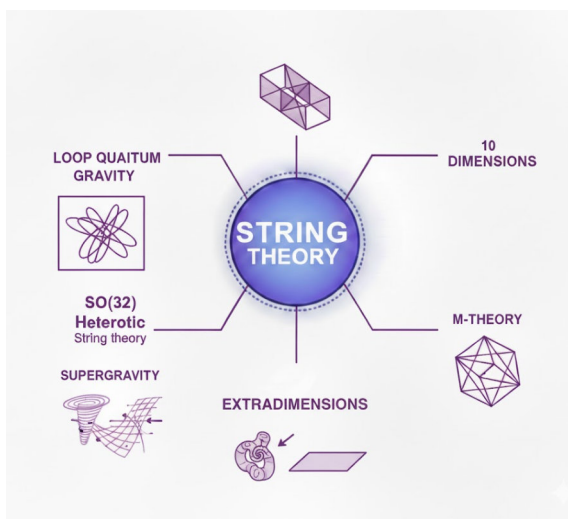 LOOP QUAITUM
GRAVITY
10
DIMENSIONS
STRING
THEORY
SO(32)
Heterotic
String theory
M-THEORY
SUPERGRAVITY
EXTRADIMENSIONS